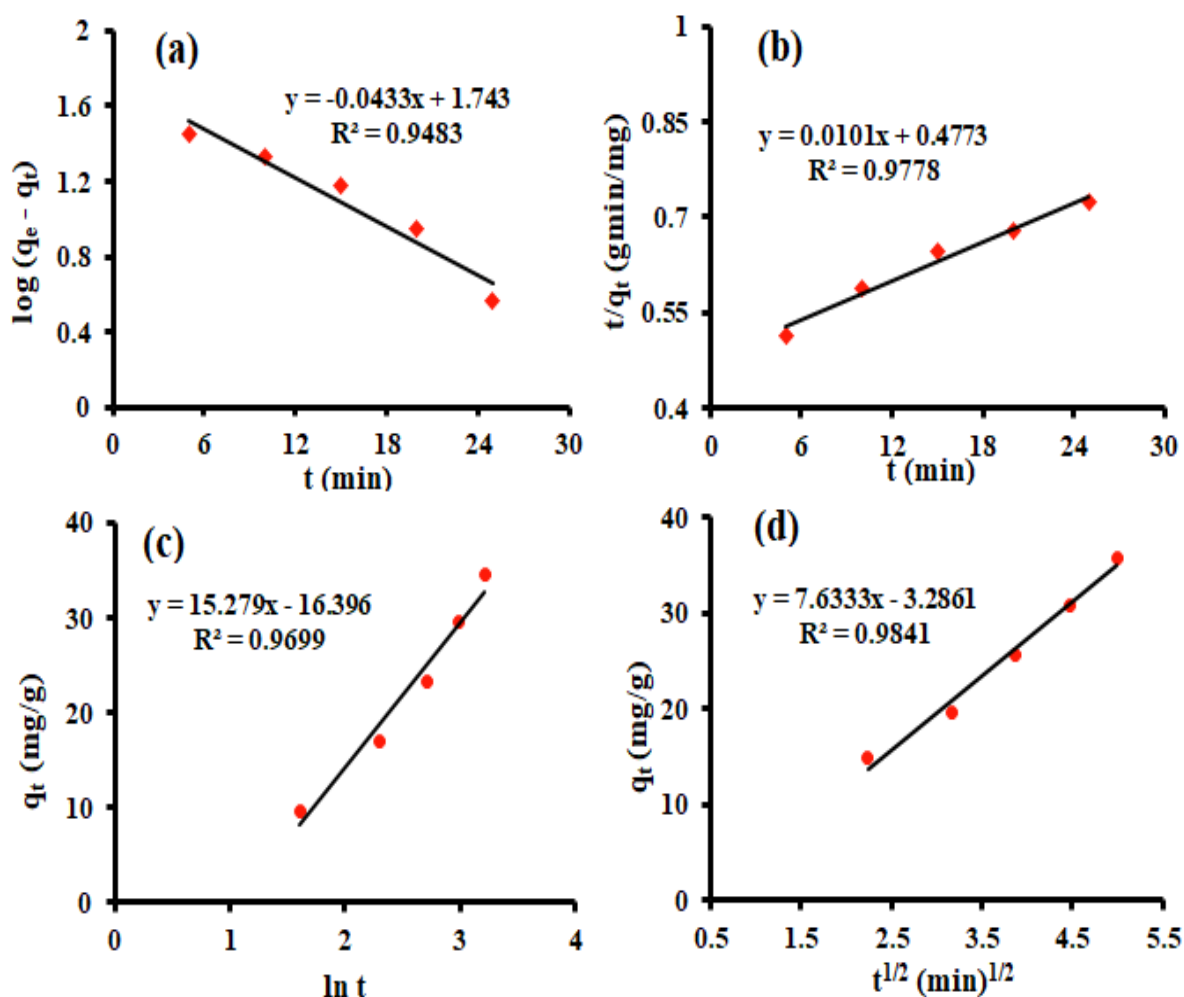 (a)
y = -0.0433x + 1.743
R² = 0.9483
log (qₑ - qₜ)
2
1.6
1.2
0.8
0.4
0
0 6 12 18 24 30
t (min)
(b)
y = 0.0101x + 0.4773
R² = 0.9778
t/qₜ (gmin/mg)
1
0.85
0.7
0.55
0.4
0 6 12 18 24 30
t (min)
(c)
y = 15.279x - 16.396
R² = 0.9699
qₜ (mg/g)
40
30
20
10
0
0 1 2 3 4
ln t
(d)
y = 7.6333x - 3.2861
R² = 0.9841
qₜ (mg/g)
40
30
20
10
0
0.5 1.5 2.5 3.5 4.5 5.5
t¹ᐟ² (min)¹ᐟ²